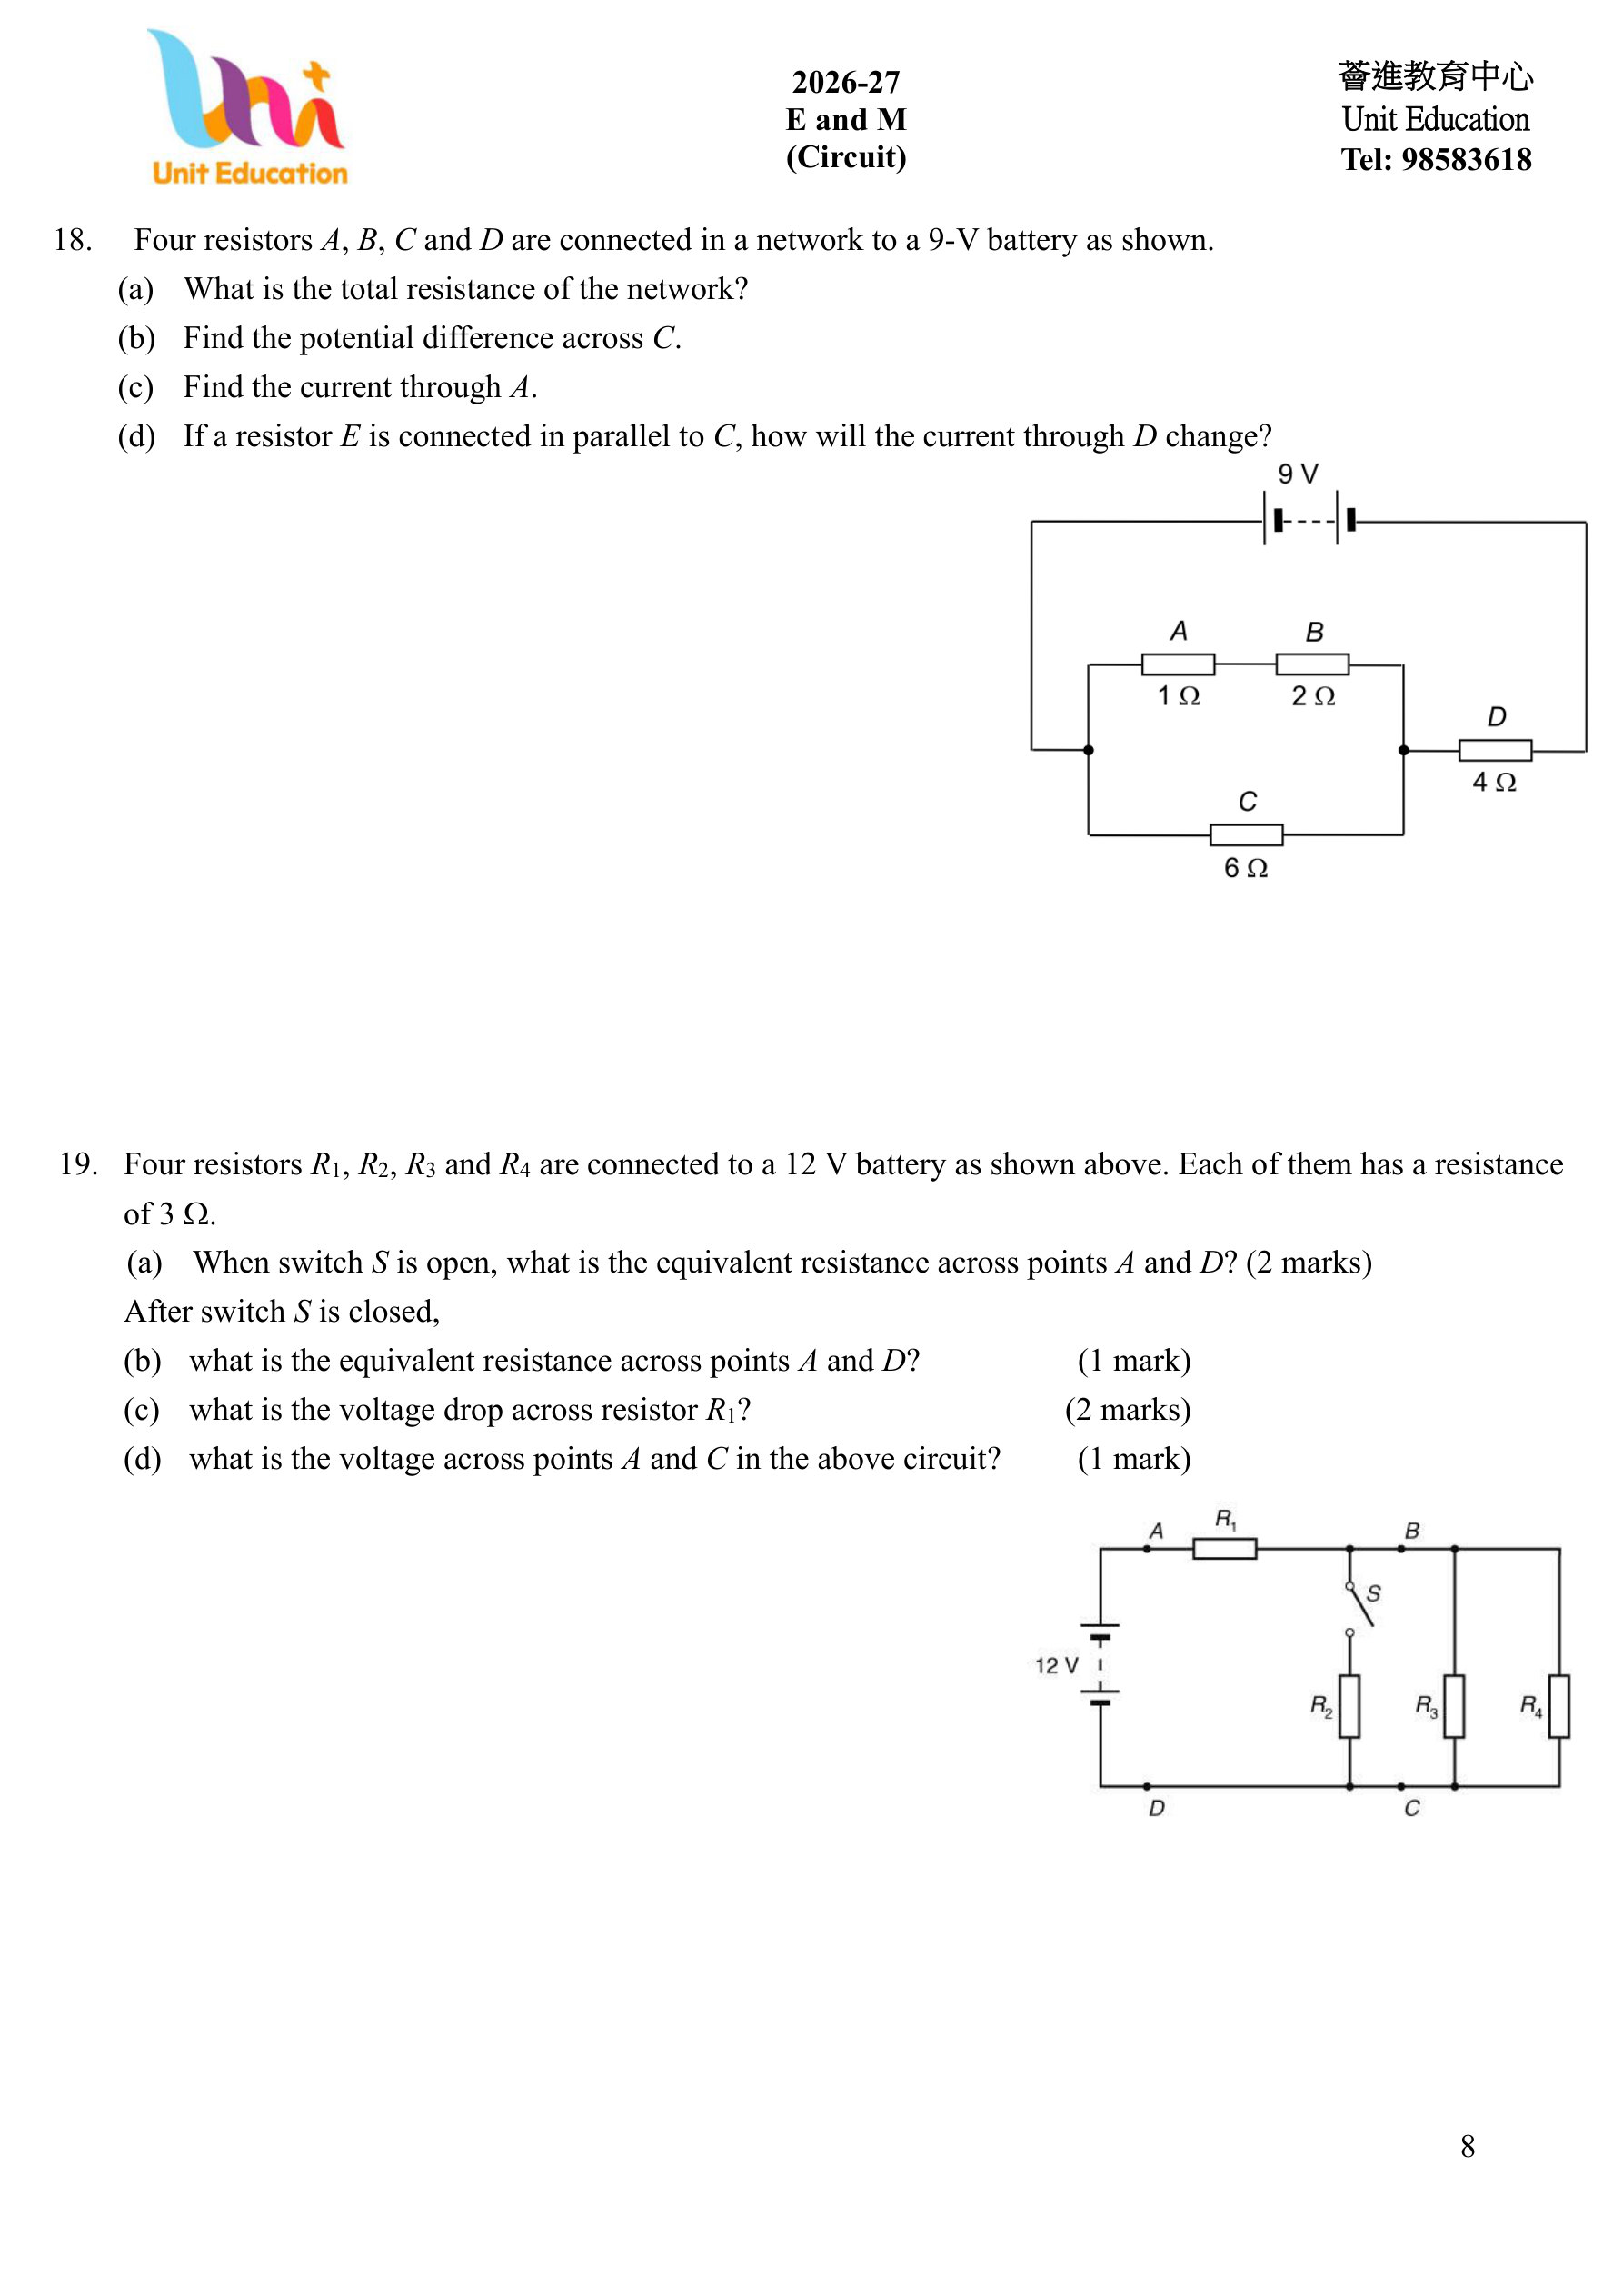 Unit Education
2026-27
E and M
(Circuit)
薈進教育中心
Unit Education
Tel: 98583618
18. Four resistors A, B, C and D are connected in a network to a 9-V battery as shown.
(a) What is the total resistance of the network?
(b) Find the potential difference across C.
(c) Find the current through A.
(d) If a resistor E is connected in parallel to C, how will the current through D change?
9 V
A B
1 Ω 2 Ω
D
4 Ω
C
6 Ω
19. Four resistors R1, R2, R3 and R4 are connected to a 12 V battery as shown above. Each of them has a resistance
of 3 Ω.
(a) When switch S is open, what is the equivalent resistance across points A and D? (2 marks)
After switch S is closed,
(b) what is the equivalent resistance across points A and D? (1 mark)
(c) what is the voltage drop across resistor R1? (2 marks)
(d) what is the voltage across points A and C in the above circuit? (1 mark)
A R1 B
S
12 V
R2 R3 R4
D C
8